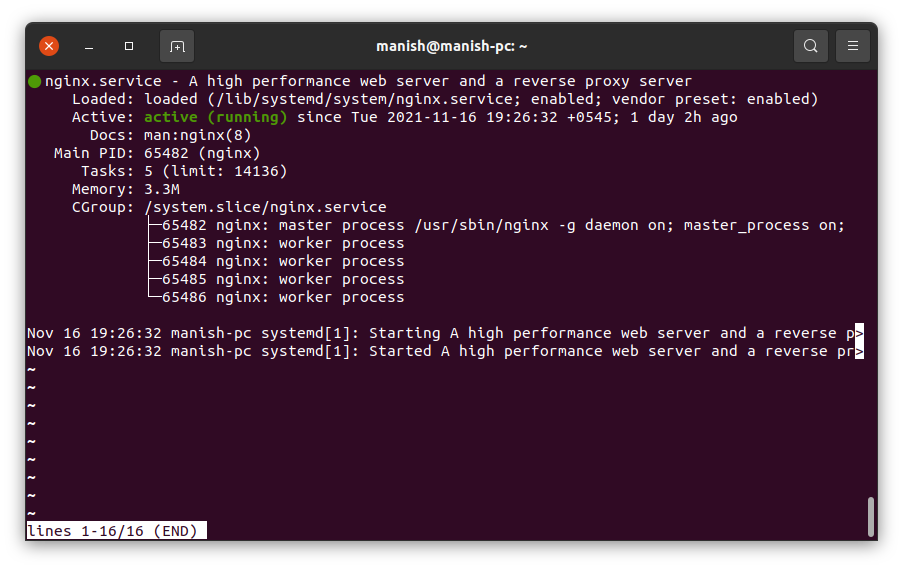 manish@manish-pc: ~
nginx.service - A high performance web server and a reverse proxy server
Loaded: loaded (/lib/systemd/system/nginx.service; enabled; vendor preset: enabled)
Active: active (running) since Tue 2021-11-16 19:26:32 +0545; 1 day 2h ago
Docs: man:nginx(8)
Main PID: 65482 (nginx)
Tasks: 5 (limit: 14136)
Memory: 3.3M
CGroup: /system.slice/nginx.service
├─65482 nginx: master process /usr/sbin/nginx -g daemon on; master_process on;
├─65483 nginx: worker process
├─65484 nginx: worker process
├─65485 nginx: worker process
└─65486 nginx: worker process
Nov 16 19:26:32 manish-pc systemd[1]: Starting A high performance web server and a reverse p>
Nov 16 19:26:32 manish-pc systemd[1]: Started A high performance web server and a reverse pr>
~
~
~
~
~
~
~
~
~
lines 1-16/16 (END)